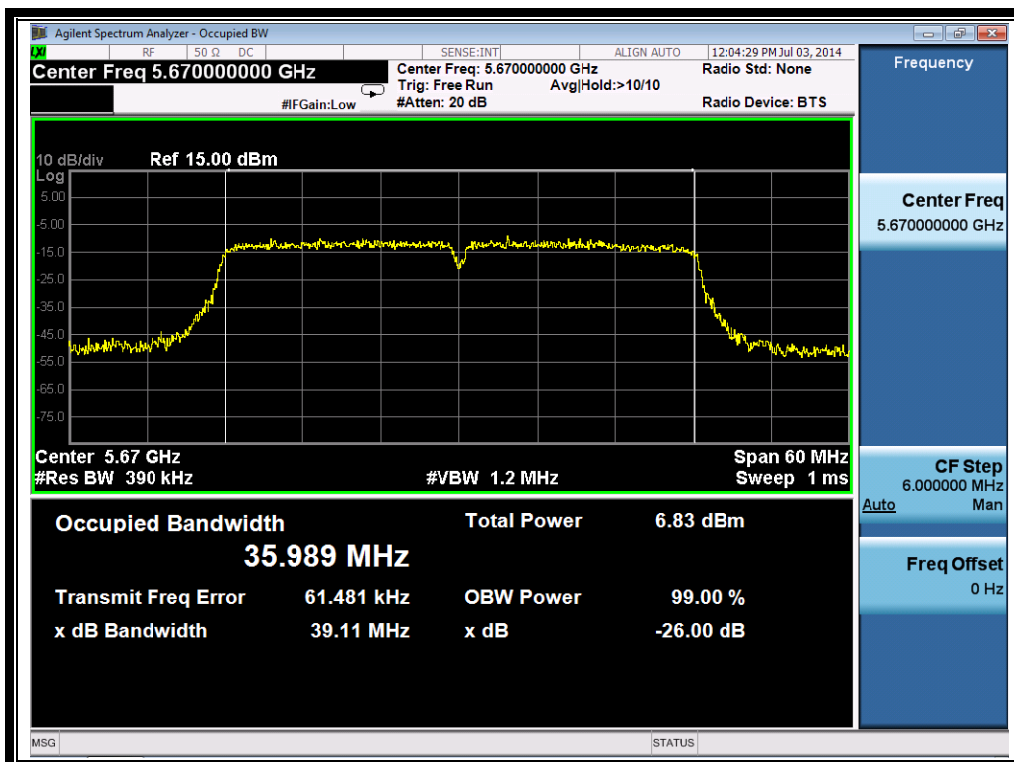 Agilent Spectrum Analyzer - Occupied BW
LXI RF 50 Ω DC SENSE:INT ALIGN AUTO 12:04:29 PM Jul 03, 2014
Center Freq 5.670000000 GHz
#IFGain:Low
Center Freq: 5.670000000 GHz
Trig: Free Run Avg|Hold:>10/10
#Atten: 20 dB
Radio Std: None
Radio Device: BTS
10 dB/div Ref 15.00 dBm
Log
5.00
-5.00
-15.0
-25.0
-35.0
-45.0
-55.0
-65.0
-75.0
Center 5.67 GHz Span 60 MHz
#Res BW 390 kHz #VBW 1.2 MHz Sweep 1 ms
Occupied Bandwidth Total Power 6.83 dBm
35.989 MHz
Transmit Freq Error 61.481 kHz OBW Power 99.00 %
x dB Bandwidth 39.11 MHz x dB -26.00 dB
MSG STATUS
Frequency
Center Freq
5.670000000 GHz
CF Step
6.000000 MHz
Auto Man
Freq Offset
0 Hz